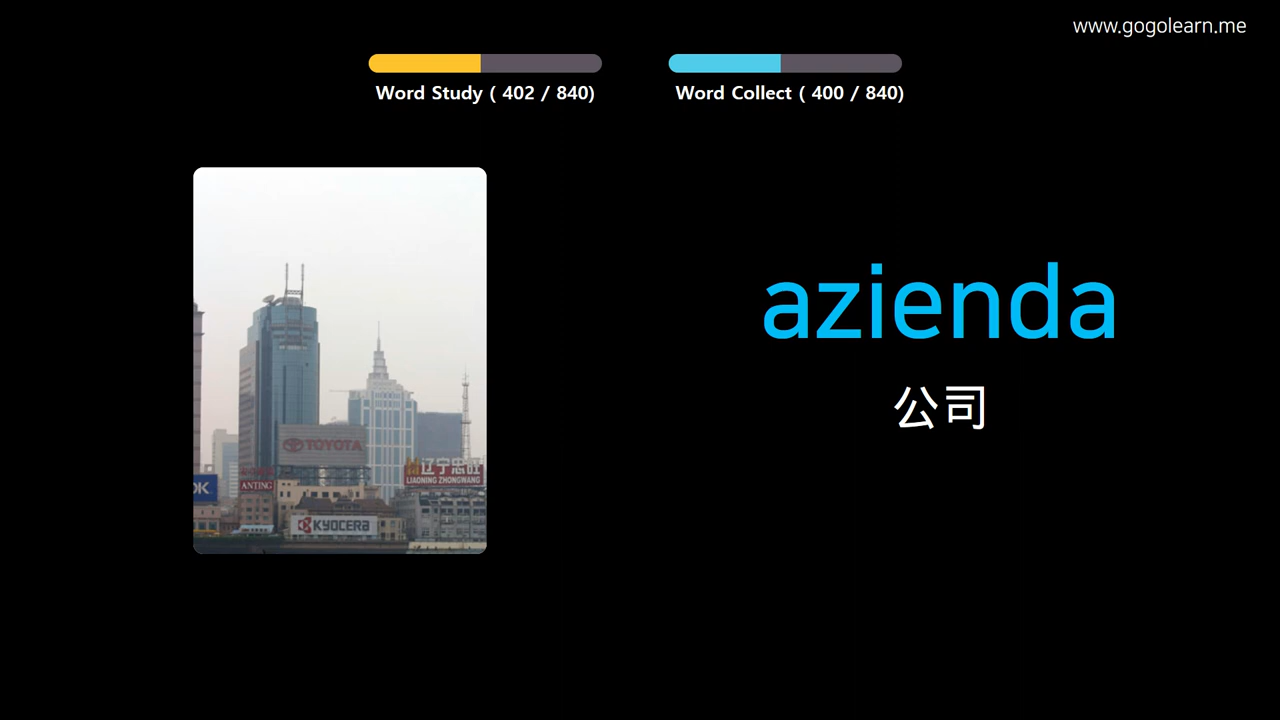 www.gogolearn.me
Word Study ( 402 / 840)
Word Collect ( 400 / 840)
azienda
公司
TOYOTA
辽宁忠旺
LIAONING ZHONGWANG
OK
ANTING
KYOCERA